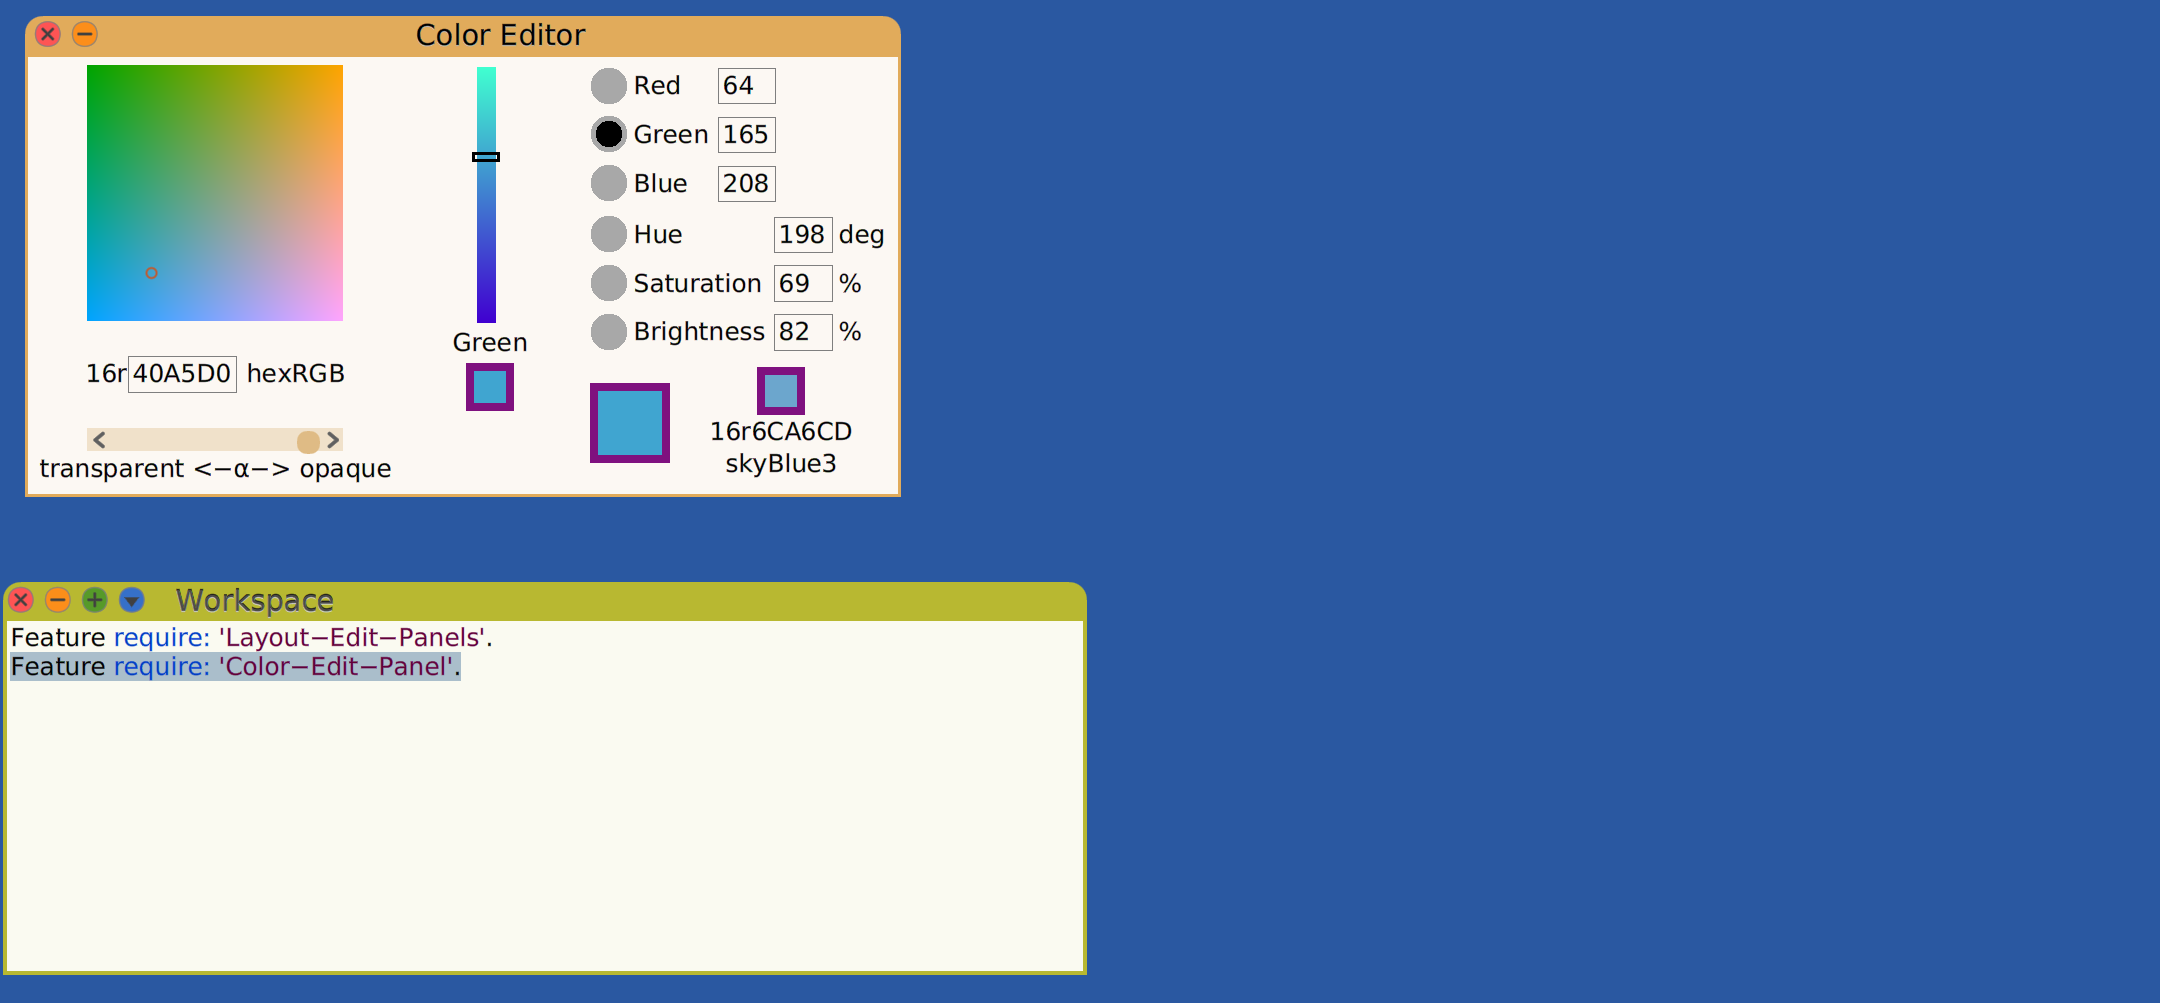 Color Editor
Red 64
Green 165
Blue 208
Hue 198 deg
Saturation 69 %
Brightness 82 %
Green
16r 40A5D0 hexRGB
transparent <−α−> opaque
16r6CA6CD
skyBlue3
Workspace
Feature require: 'Layout−Edit−Panels'.
Feature require: 'Color−Edit−Panel'.